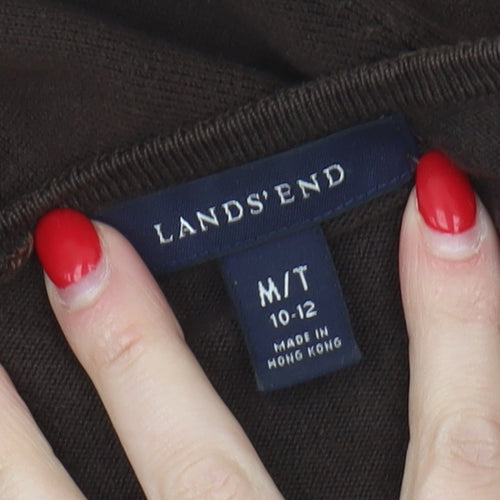 LANDS' END
M/T
10-12
MADE IN
HONG KONG